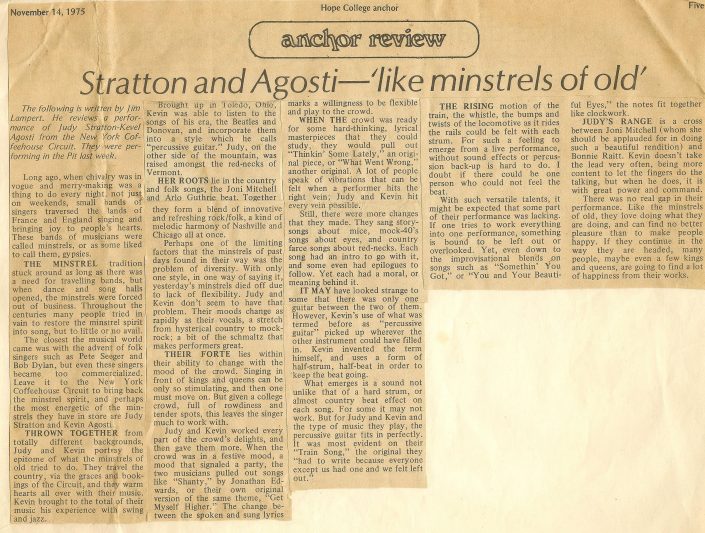 November 14, 1975
Hope College anchor
Five
anchor review
Stratton and Agosti—'like minstrels of old'
The following is written by Jim
Lampert. He reviews a perfor-
mance of Judy Stratton-Kevel
Agosti from the New York Cof-
feehouse Circuit. They were per-
forming in the Pit last week.
Long ago, when chivalry was in
vogue and merry-making was a
thing to do every night, not just
on weekends, small bands of
singers traversed the lands of
France and England singing and
bringing joy to people's hearts.
These bands of musicians were
called minstrels, or as some liked
to call them, gypsies.
THE MINSTREL tradition
stuck around as long as there was
a need for travelling bands, but
when dance and song halls
opened, the minstrels were forced
out of business. Throughout the
centuries many people tried in
vain to restore the minstrel spirit
into song, but to little or no avail.
The closest the musical world
came was with the advent of folk
singers such as Pete Seeger and
Bob Dylan, but even these singers
became too commercialized.
Leave it to the New York
Coffeehouse Circuit to bring back
the minstrel spirit, and perhaps
the most energetic of the min-
strels they have in store are Judy
Stratton and Kevin Agosti.
THROWN TOGETHER from
totally different backgrounds,
Judy and Kevin portray the
epitome of what the minstrels of
old tried to do. They travel the
country, via the graces and book-
ings of the Circuit, and they warm
hearts all over with their music.
Kevin brought to the total of their
music his experience with swing
and jazz.
Brought up in Toledo, Ohio,
Kevin was able to listen to the
songs of his era, the Beatles and
Donovan, and incorporate them
into a style which he calls
"percussive guitar." Judy, on the
other side of the mountain, was
raised amongst the red-necks of
Vermont.
HER ROOTS lie in the country
and folk songs, the Joni Mitchell
and Arlo Guthrie beat. Together
they form a blend of innovative
and refreshing rock/folk, a kind of
melodic harmony of Nashville and
Chicago all at once.
Perhaps one of the limiting
factors that the minstrels of past
days found in their way was the
problem of diversity. With only
one style, in one way of saying it,
yesterday's minstrels died off due
to lack of flexibility. Judy and
Kevin don't seem to have that
problem. Their moods change as
rapidly as their vocals, a stretch
from hysterical country to mock-
rock; a bit of the schmaltz that
makes performers great.
THEIR FORTE lies within
their ability to change with the
mood of the crowd. Singing in
front of kings and queens can be
only so stimulating, and then one
must move on. But given a college
crowd, full of rowdiness and
tender spots, this leaves the singer
much to work with.
Judy and Kevin worked every
part of the crowd's delights, and
then gave them more. When the
crowd was in a festive mood, a
mood that signaled a party, the
two musicians pulled out songs
like "Shanty," by Jonathan Ed-
wards, or their own original
version of the same theme, "Get
Myself Higher." The change be-
tween the spoken and sung lyrics
marks a willingness to be flexible
and play to the crowd.
WHEN THE crowd was ready
for some hard-thinking, lyrical
masterpieces that they could
study, they would pull out
"Thinkin' Some Lately," an origi-
nal piece, or "What Went Wrong,"
another original. A lot of people
speak of vibrations that can be
felt when a performer hits the
right vein; Judy and Kevin hit
every vein possible.
Still, there were more changes
that they made. They sang story-
songs about mice, mock-40's
songs about eyes, and country
farce songs about red-necks. Each
song had an intro to go with it,
and some even had epilogues to
follow. Yet each had a moral, or
meaning behind it.
IT MAY have looked strange to
some that there was only one
guitar between the two of them.
However, Kevin's use of what was
termed before as "percussive
guitar" picked up wherever the
other instrument could have filled
in. Kevin invented the term
himself, and uses a form of
half-strum, half-beat in order to
keep the beat going.
What emerges is a sound not
unlike that of a hard strum, or
almost country beat effect on
each song. For some it may not
work. But for Judy and Kevin and
the type of music they play, the
percussive guitar fits in perfectly.
It was most evident on their
"Train Song," the original they
"had to write because everyone
except us had one and we felt left
out."
THE RISING motion of the
train, the whistle, the bumps and
twists of the locomotive as it rides
the rails could be felt with each
strum. For such a feeling to
emerge from a live performance,
without sound effects or percus-
sion back-up is hard to do. I
doubt if there could be one
person who could not feel the
beat.
With such versatile talents, it
might be expected that some part
of their performance was lacking.
If one tries to work everything
into one performance, something
is bound to be left out or
overlooked. Yet, even down to
the improvisational blends on
songs such as "Somethin' You
Got," or "You and Your Beauti-
ful Eyes," the notes fit together
like clockwork.
JUDY'S RANGE is a cross
between Joni Mitchell (whom she
should be applauded for in doing
such a beautiful rendition) and
Bonnie Raitt. Kevin doesn't take
the lead very often, being more
content to let the fingers do the
talking, but when he does, it is
with great power and command.
There was no real gap in their
performance. Like the minstrels
of old, they love doing what they
are doing, and can find no better
pleasure than to make people
happy. If they continue in the
way they are headed, many
people, maybe even a few kings
and queens, are going to find a lot
of happiness from their works.